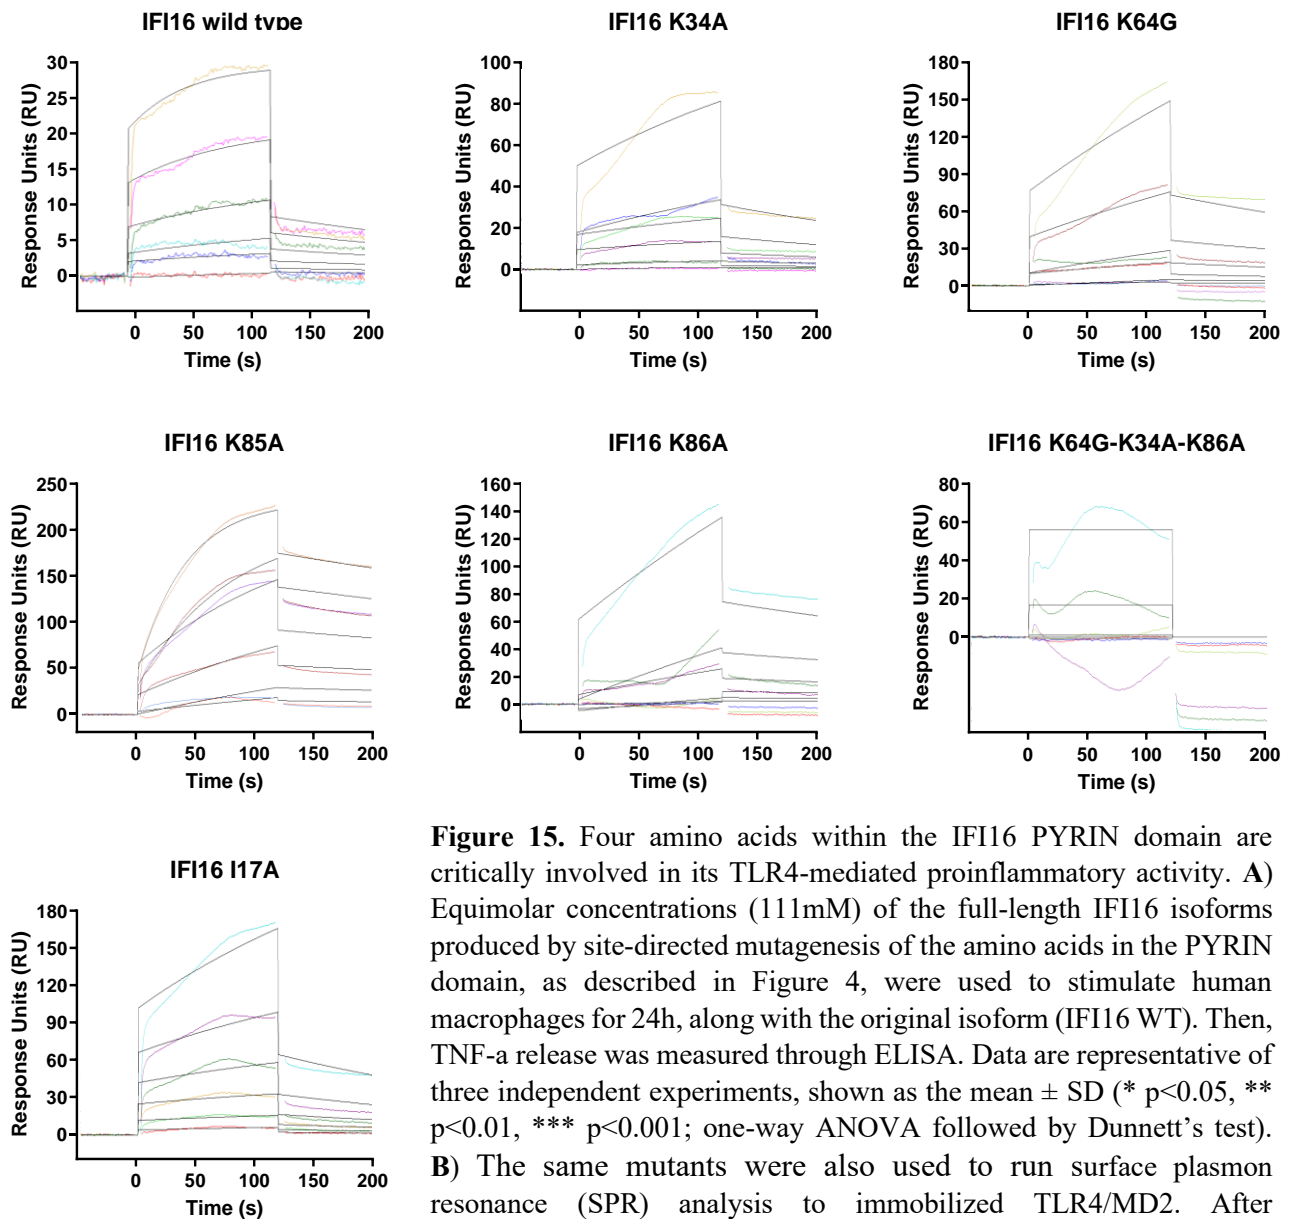 IFI16 wild type
Response Units (RU)
30
25
20
15
10
5
0
0 50 100 150 200
Time (s)
IFI16 K34A
Response Units (RU)
100
80
60
40
20
0
0 50 100 150 200
Time (s)
IFI16 K64G
Response Units (RU)
180
150
120
90
60
30
0
0 50 100 150 200
Time (s)
IFI16 K85A
Response Units (RU)
250
200
150
100
50
0
0 50 100 150 200
Time (s)
IFI16 K86A
Response Units (RU)
160
140
120
100
80
60
40
20
0
0 50 100 150 200
Time (s)
IFI16 K64G-K34A-K86A
Response Units (RU)
80
60
40
20
0
0 50 100 150 200
Time (s)
IFI16 I17A
Response Units (RU)
180
150
120
90
60
30
0
0 50 100 150 200
Time (s)
Figure 15. Four amino acids within the IFI16 PYRIN domain are
critically involved in its TLR4-mediated proinflammatory activity. A)
Equimolar concentrations (111mM) of the full-length IFI16 isoforms
produced by site-directed mutagenesis of the amino acids in the PYRIN
domain, as described in Figure 4, were used to stimulate human
macrophages for 24h, along with the original isoform (IFI16 WT). Then,
TNF-a release was measured through ELISA. Data are representative of
three independent experiments, shown as the mean ± SD (* p<0.05, **
p<0.01, *** p<0.001; one-way ANOVA followed by Dunnett's test).
B) The same mutants were also used to run surface plasmon
resonance (SPR) analysis to immobilized TLR4/MD2. After